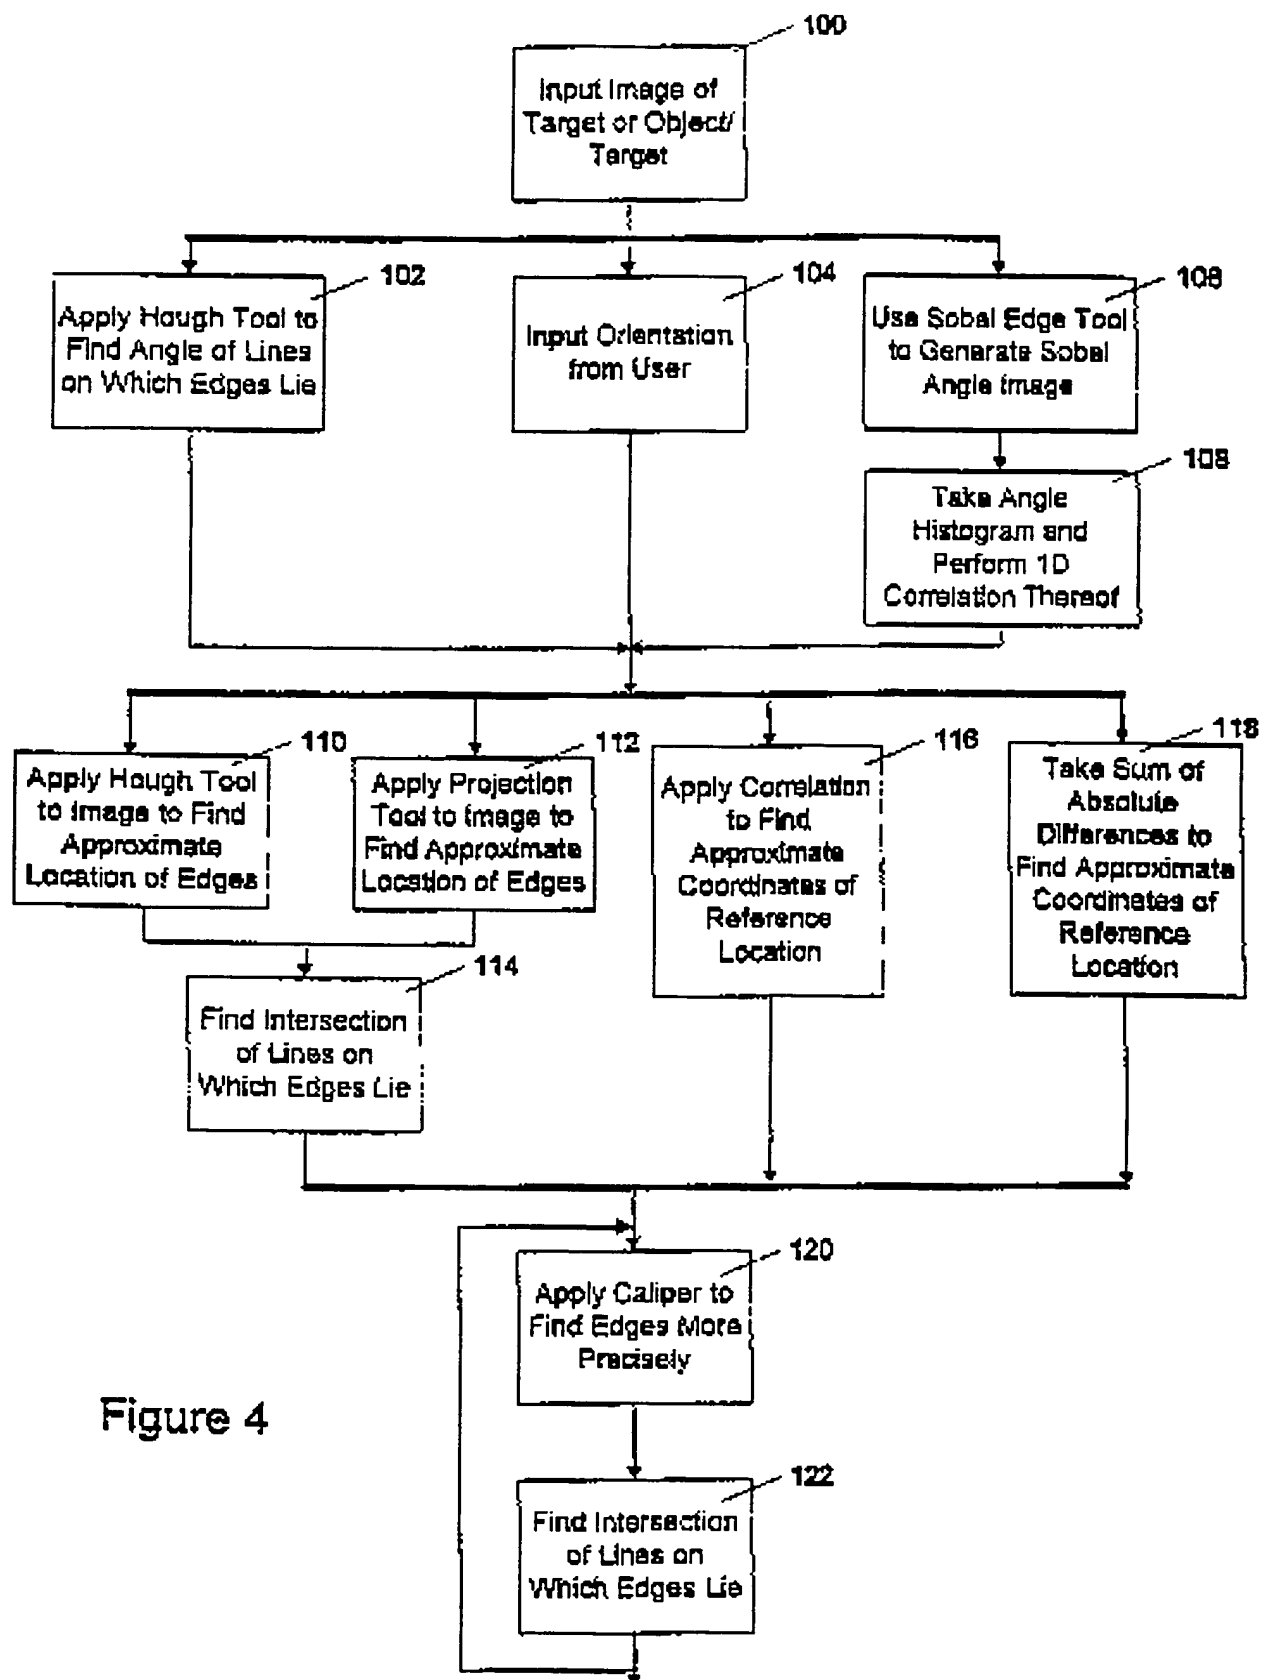 100
Input Image of
Target or Object/
Target
102
Apply Hough Tool to
Find Angle of Lines
on Which Edges Lie
104
Input Orientation
from User
106
Use Sobal Edge Tool
to Generate Sobal
Angle Image
108
Take Angle
Histogram and
Perform 1D
Correlation Thereof
110
Apply Hough Tool
to Image to Find
Approximate
Location of Edges
112
Apply Projection
Tool to Image to
Find Approximate
Location of Edges
116
Apply Correlation
to Find
Approximate
Coordinates of
Reference
Location
118
Take Sum of
Absolute
Differences to
Find Approximate
Coordinates of
Reference
Location
114
Find Intersection
of Lines on
Which Edges Lie
120
Apply Caliper to
Find Edges More
Precisely
Figure 4
122
Find Intersection
of Lines on
Which Edges Lie